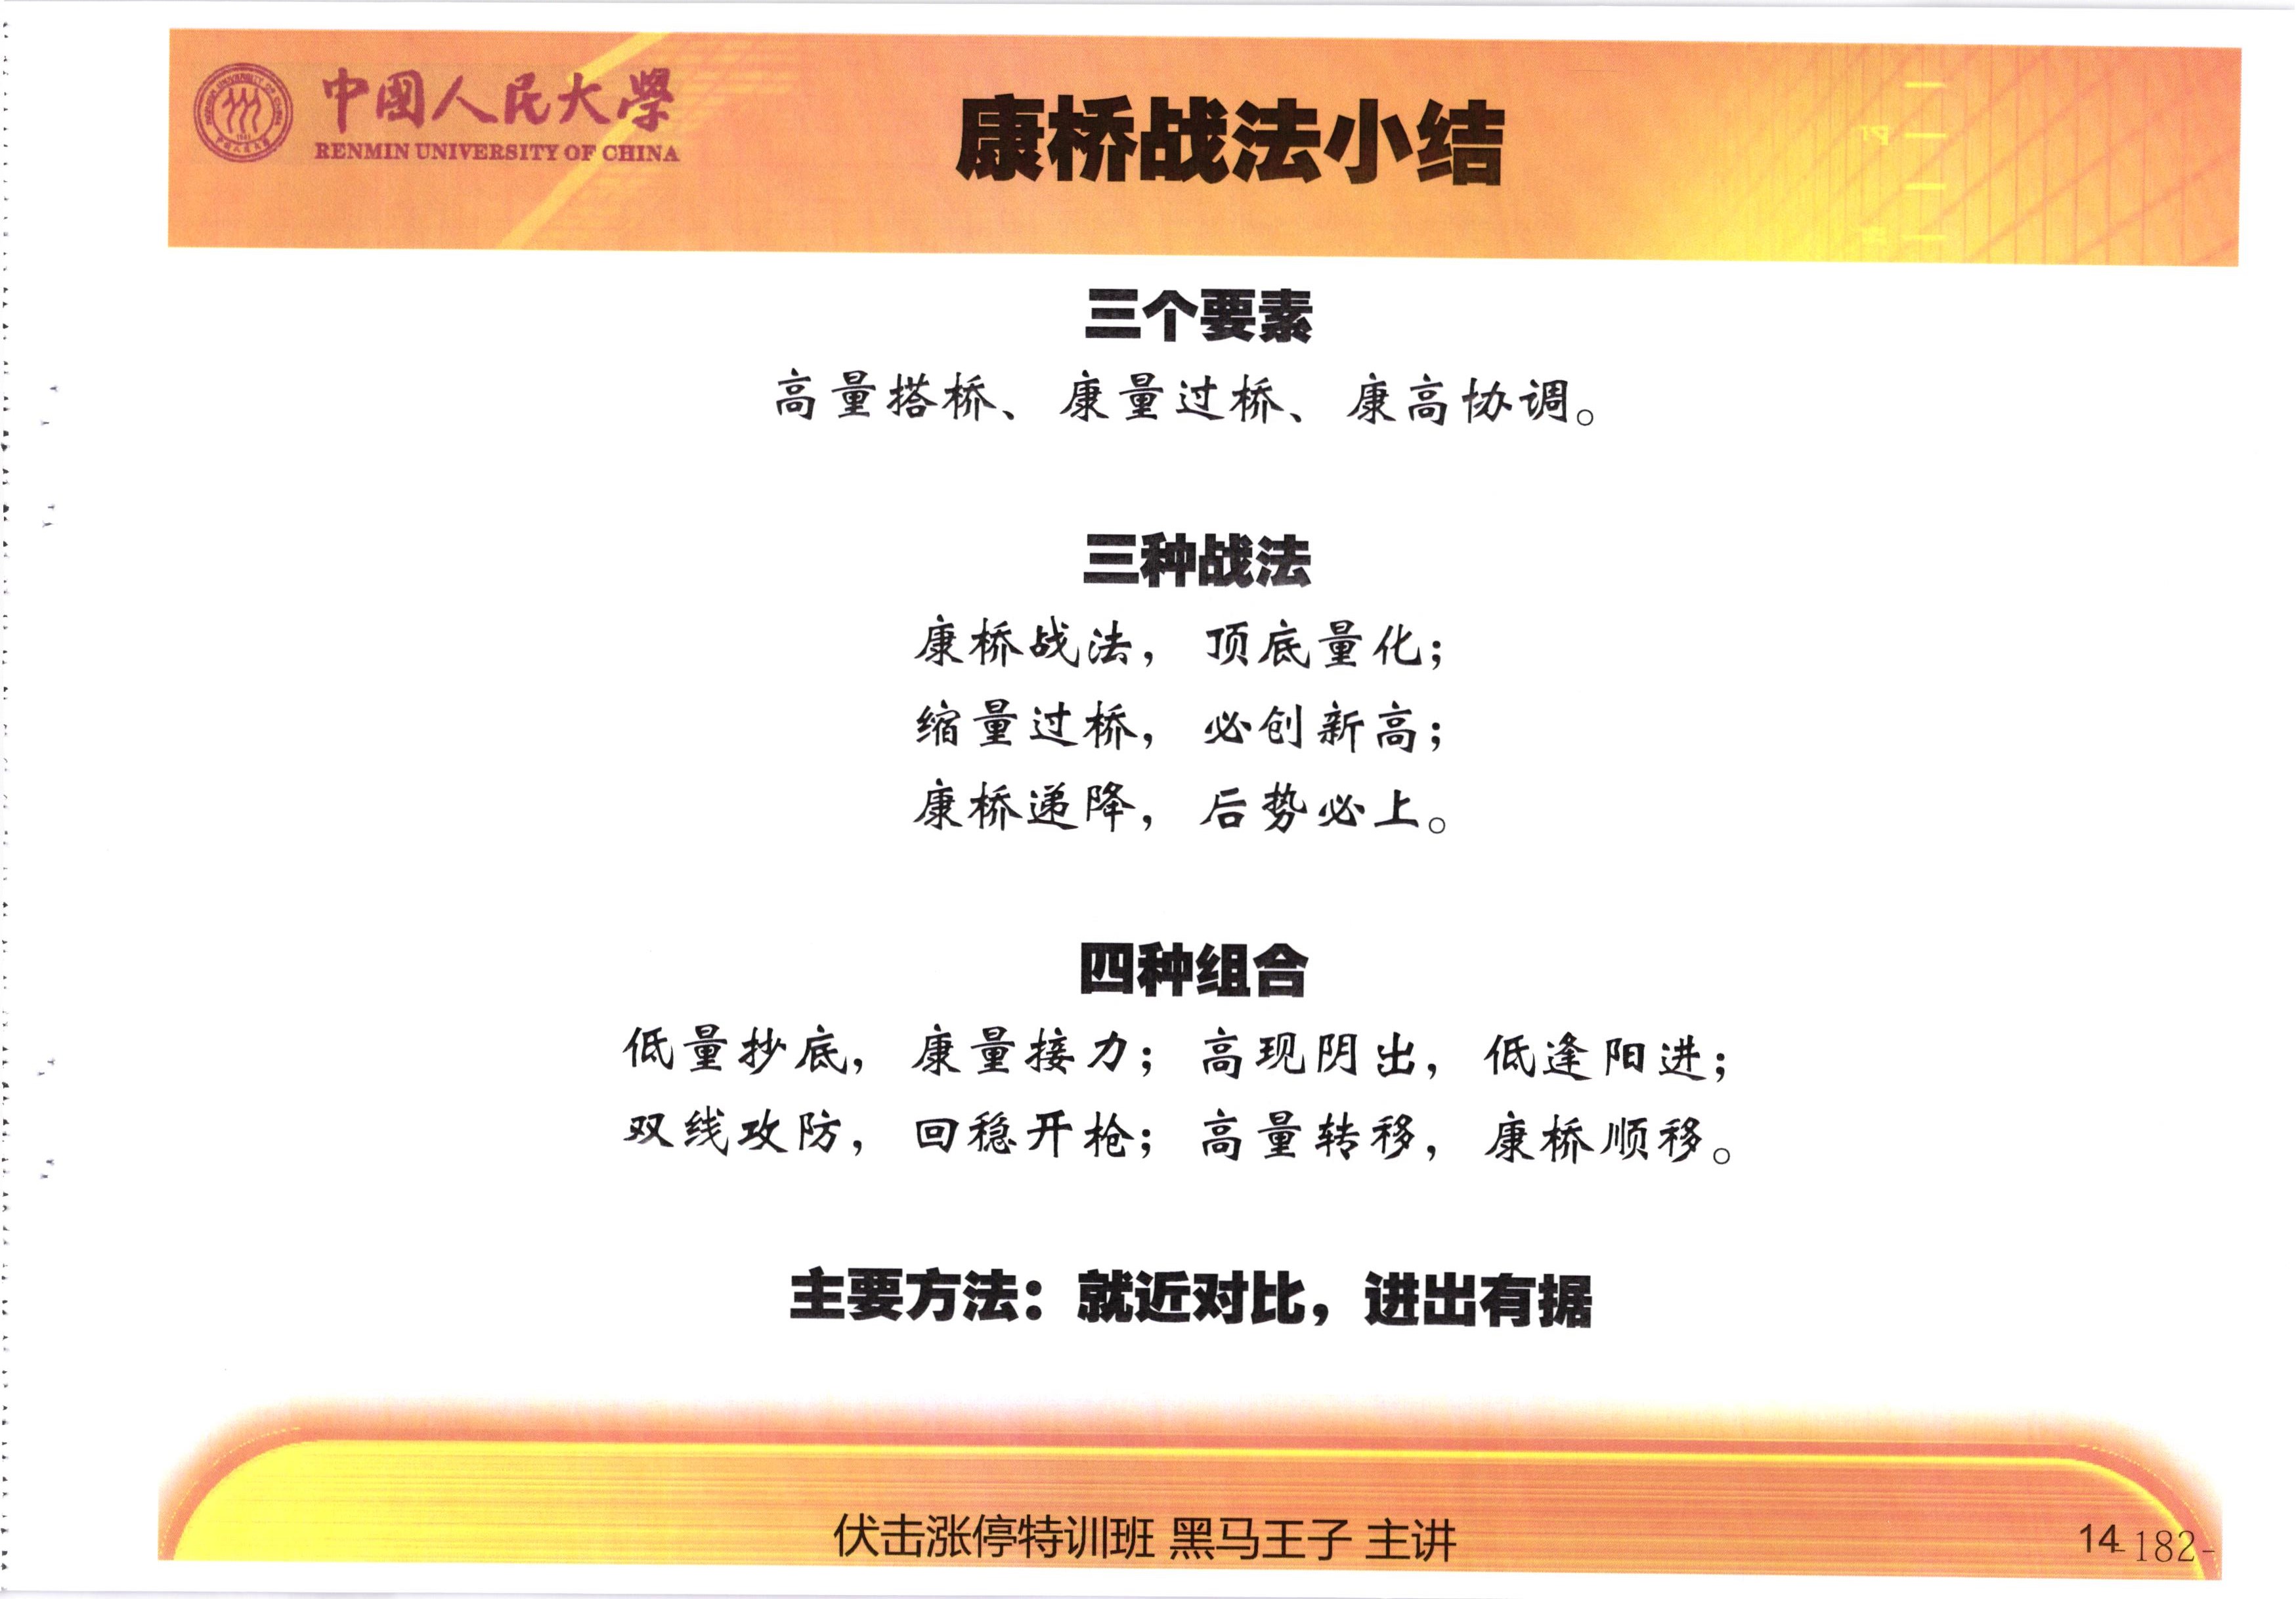 中國人民大學
RENMIN UNIVERSITY OF CHINA
康桥战法小结
三个要素
高量搭桥、康量过桥、康高协调。
三种战法
康桥战法，顶底量化；
缩量过桥，必创新高；
康桥递降，后势必上。
四种组合
低量抄底，康量接力；高现阴出，低逢阳进；
双线攻防，回稳开枪；高量转移，康桥顺移。
主要方法：就近对比，进出有据
伏击涨停特训班 黑马王子 主讲
14
-182-